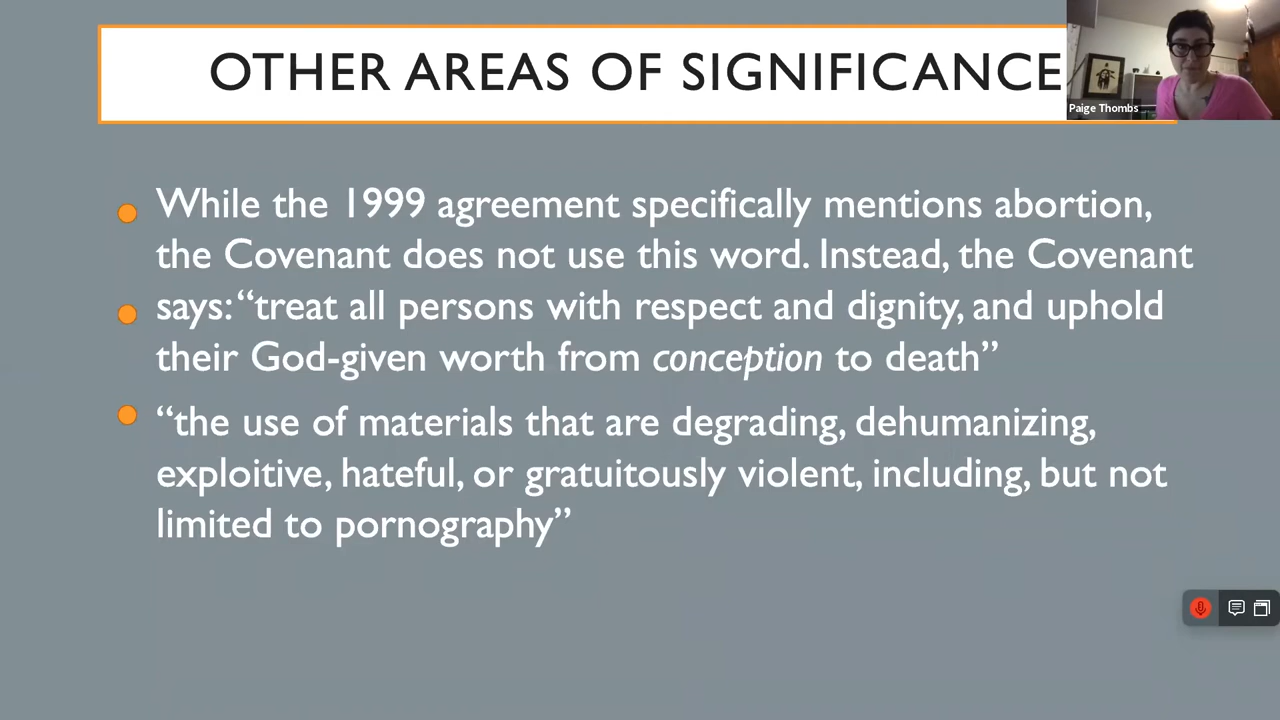 OTHER AREAS OF SIGNIFICANCE
Paige Thombs
While the 1999 agreement specifically mentions abortion,
the Covenant does not use this word. Instead, the Covenant
says: “treat all persons with respect and dignity, and uphold
their God-given worth from conception to death”
“the use of materials that are degrading, dehumanizing,
exploitive, hateful, or gratuitously violent, including, but not
limited to pornography”